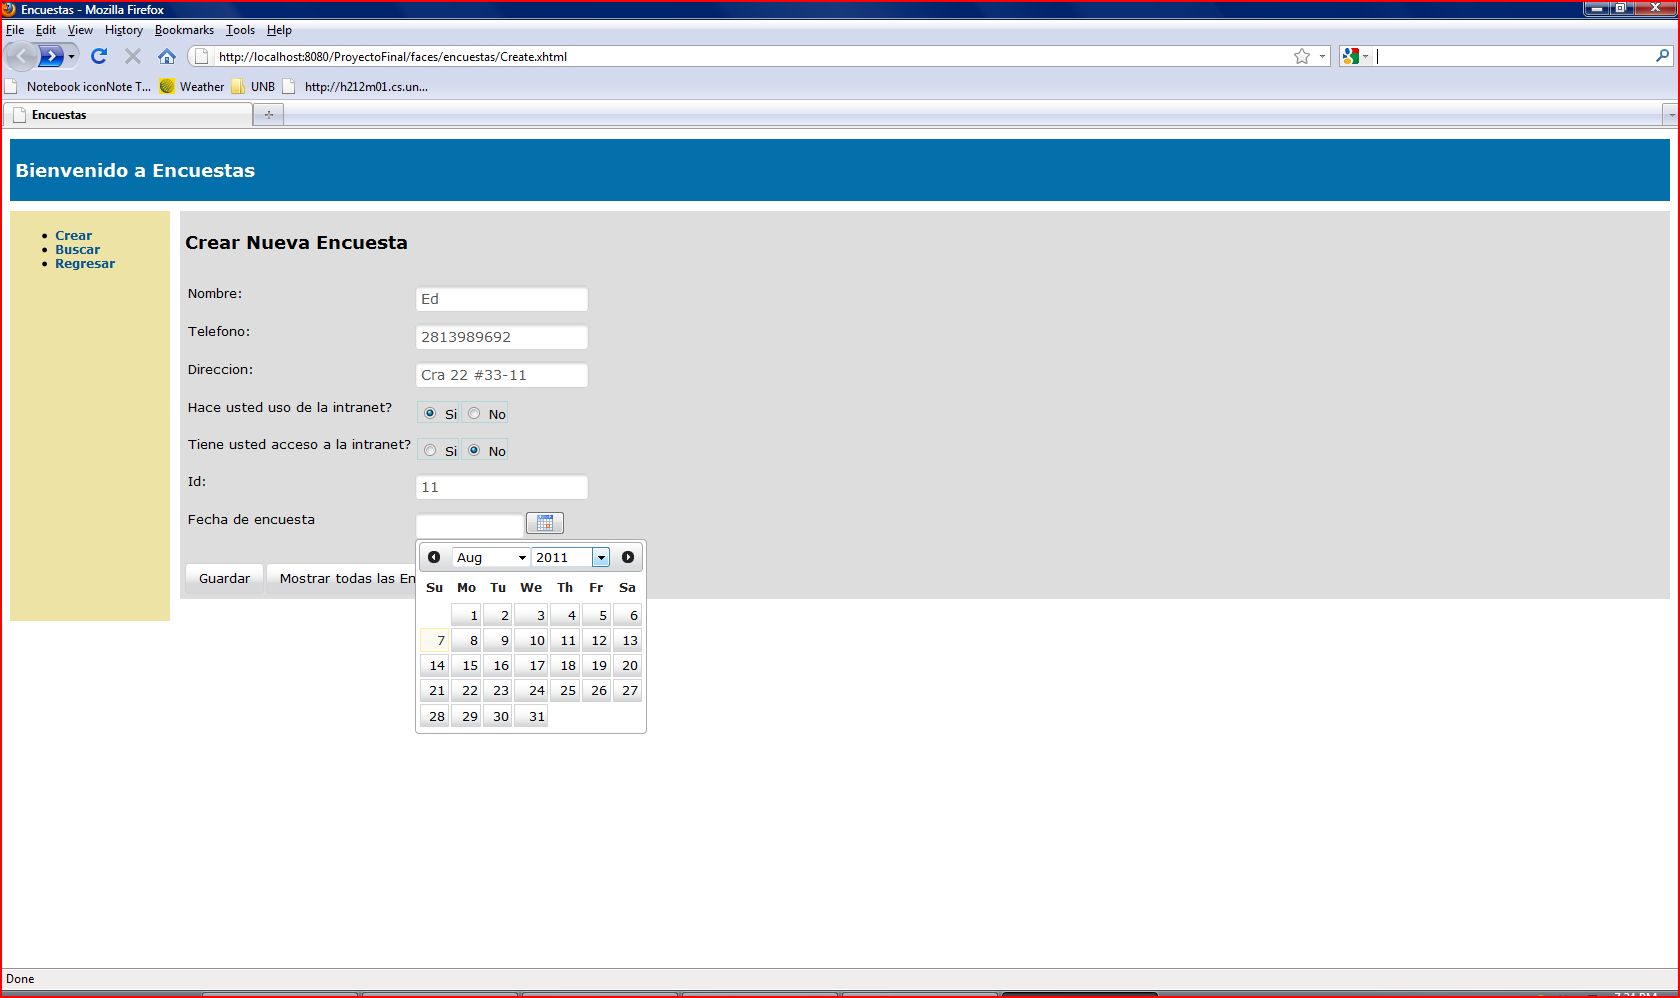 Encuestas - Mozilla Firefox
File Edit View History Bookmarks Tools Help
http://localhost:8080/ProyectoFinal/faces/encuestas/Create.xhtml
Notebook iconNote T... Weather UNB http://h212m01.cs.un...
Encuestas
Bienvenido a Encuestas
Crear
Buscar
Regresar
Crear Nueva Encuesta
Nombre: Ed
Telefono: 2813989692
Direccion: Cra 22 #33-11
Hace usted uso de la intranet? Si No
Tiene usted acceso a la intranet? Si No
Id: 11
Fecha de encuesta
Aug 2011
Guardar Mostrar todas las En
Su Mo Tu We Th Fr Sa
1 2 3 4 5 6
7 8 9 10 11 12 13
14 15 16 17 18 19 20
21 22 23 24 25 26 27
28 29 30 31
Done